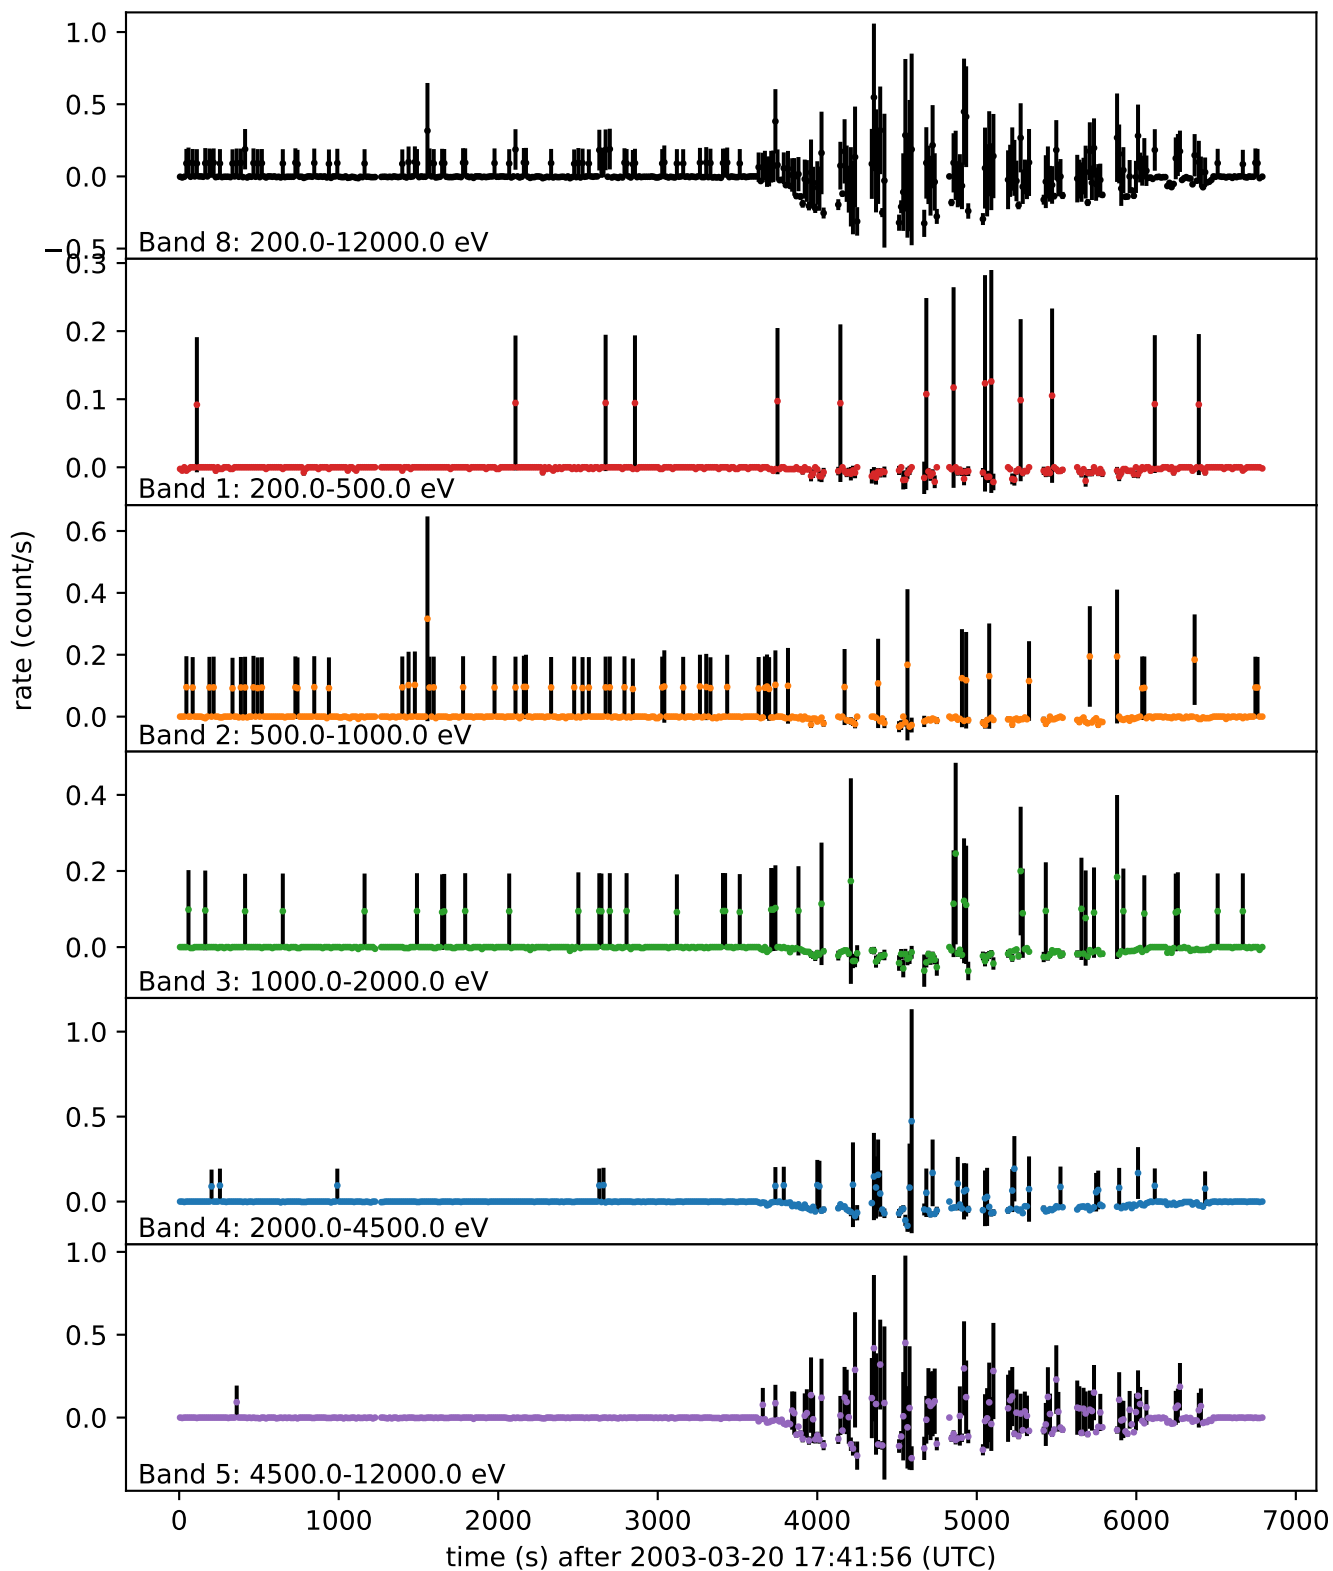 1.0
0.5
0.0
−0.5
Band 8: 200.0-12000.0 eV
0.3
0.2
0.1
0.0
Band 1: 200.0-500.0 eV
0.6
0.4
0.2
0.0
Band 2: 500.0-1000.0 eV
0.4
0.2
0.0
Band 3: 1000.0-2000.0 eV
1.0
0.5
0.0
Band 4: 2000.0-4500.0 eV
1.0
0.5
0.0
Band 5: 4500.0-12000.0 eV
rate (count/s)
0 1000 2000 3000 4000 5000 6000 7000
time (s) after 2003-03-20 17:41:56 (UTC)